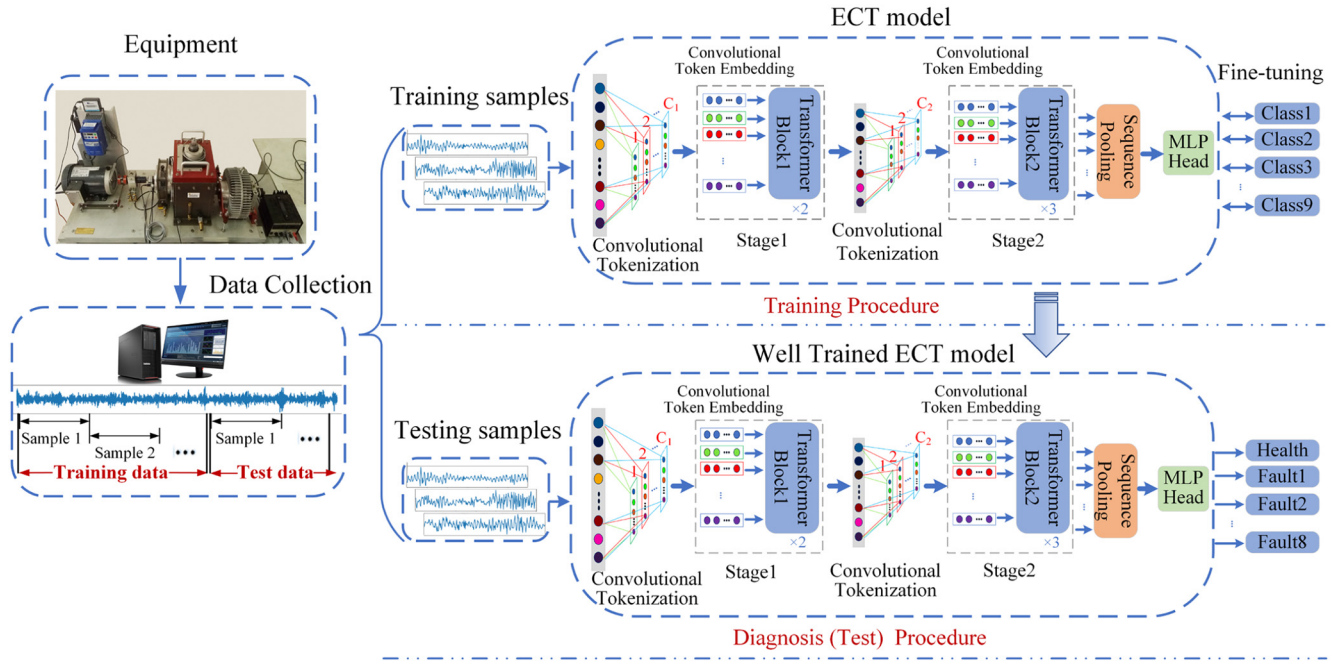 Equipment
Data Collection
Sample 1
Sample 2
...
Sample 1
...
Training data
Test data
Training samples
ECT model
Convolutional
Token Embedding
Convolutional
Token Embedding
Fine-tuning
1
2
...
C1
Transformer
Block1
×2
1
2
...
C2
Transformer
Block2
×3
Sequence
Pooling
MLP
Head
Class1
Class2
Class3
...
Class9
Convolutional
Tokenization
Stage1
Convolutional
Tokenization
Stage2
Training Procedure
Testing samples
Well Trained ECT model
Convolutional
Token Embedding
Convolutional
Token Embedding
1
2
...
C1
Transformer
Block1
×2
1
2
...
C2
Transformer
Block2
×3
Sequence
Pooling
MLP
Head
Health
Fault1
Fault2
...
Fault8
Convolutional
Tokenization
Stage1
Convolutional
Tokenization
Stage2
Diagnosis (Test) Procedure